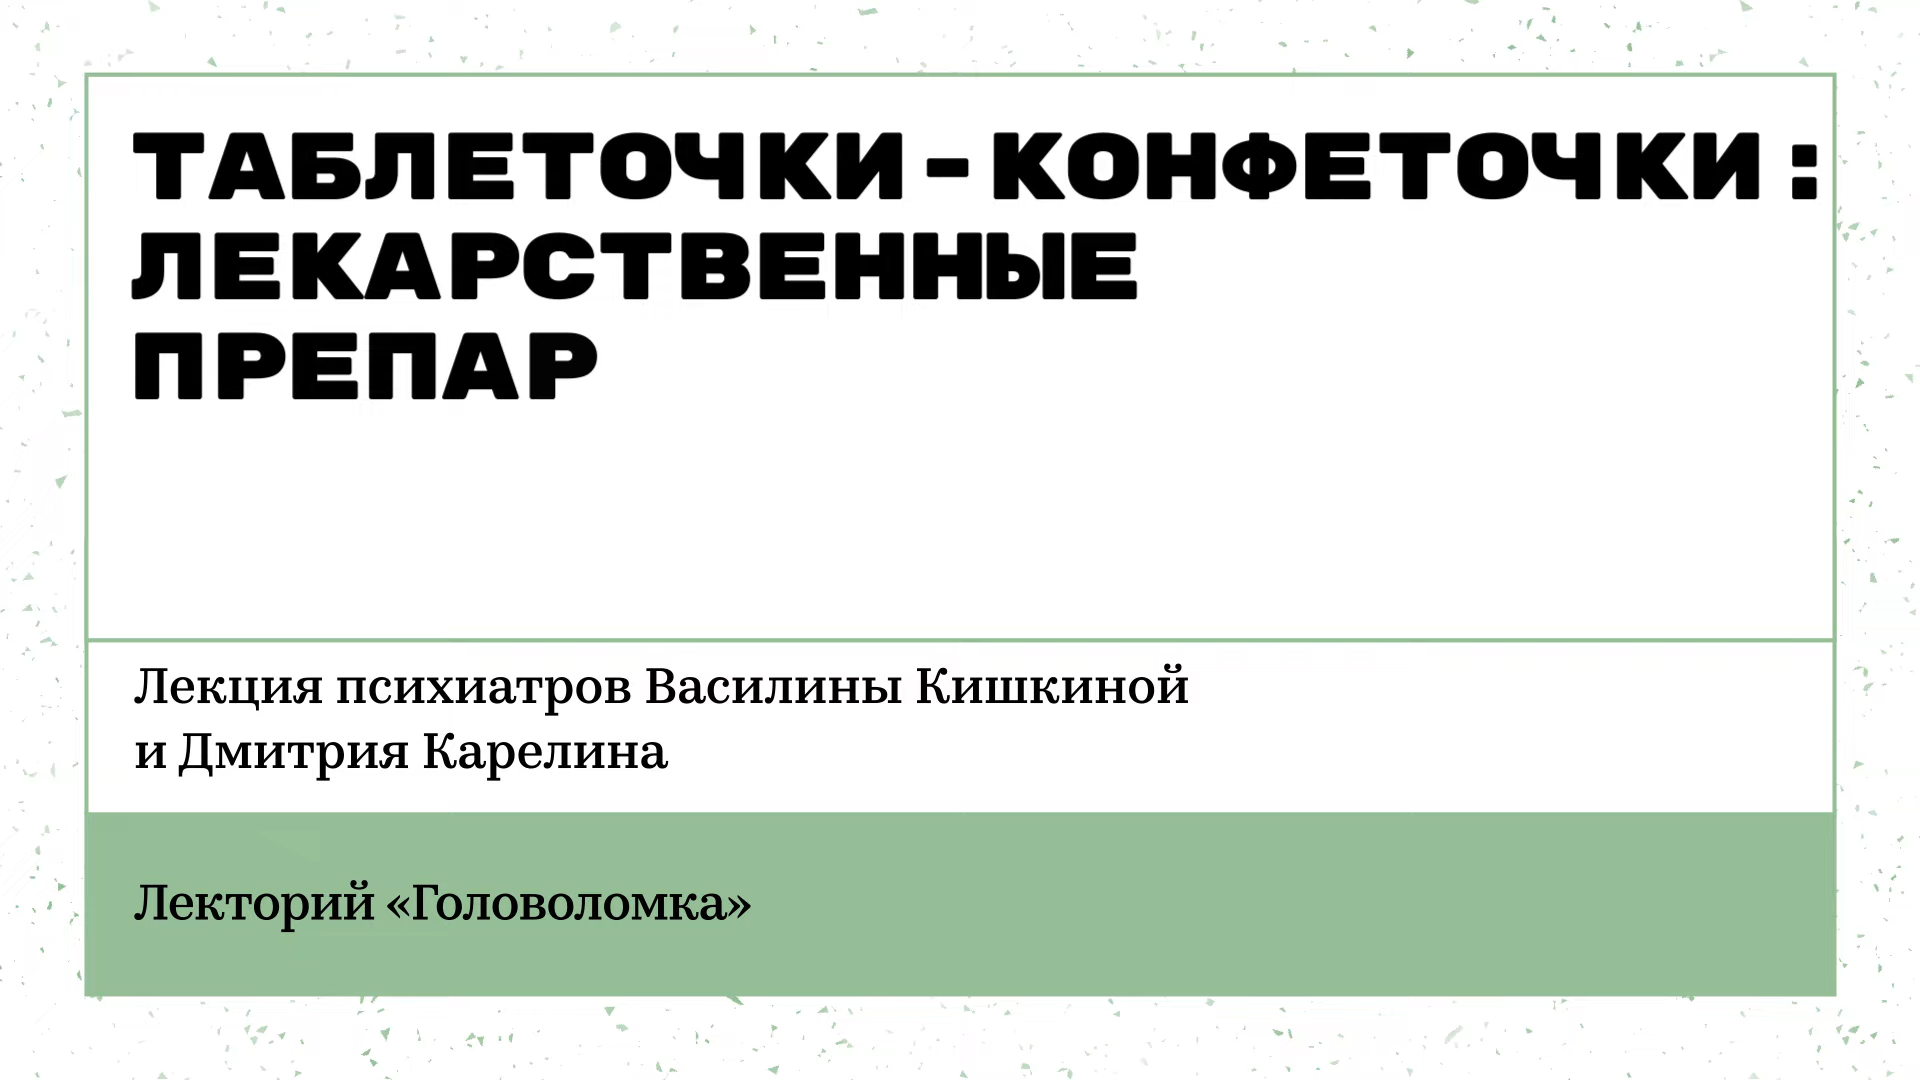 ТАБЛЕТОЧКИ-КОНФЕТОЧКИ:
ЛЕКАРСТВЕННЫЕ
ПРЕПАР
Лекция психиатров Василины Кишкиной
и Дмитрия Карелина
Лекторий «Головоломка»